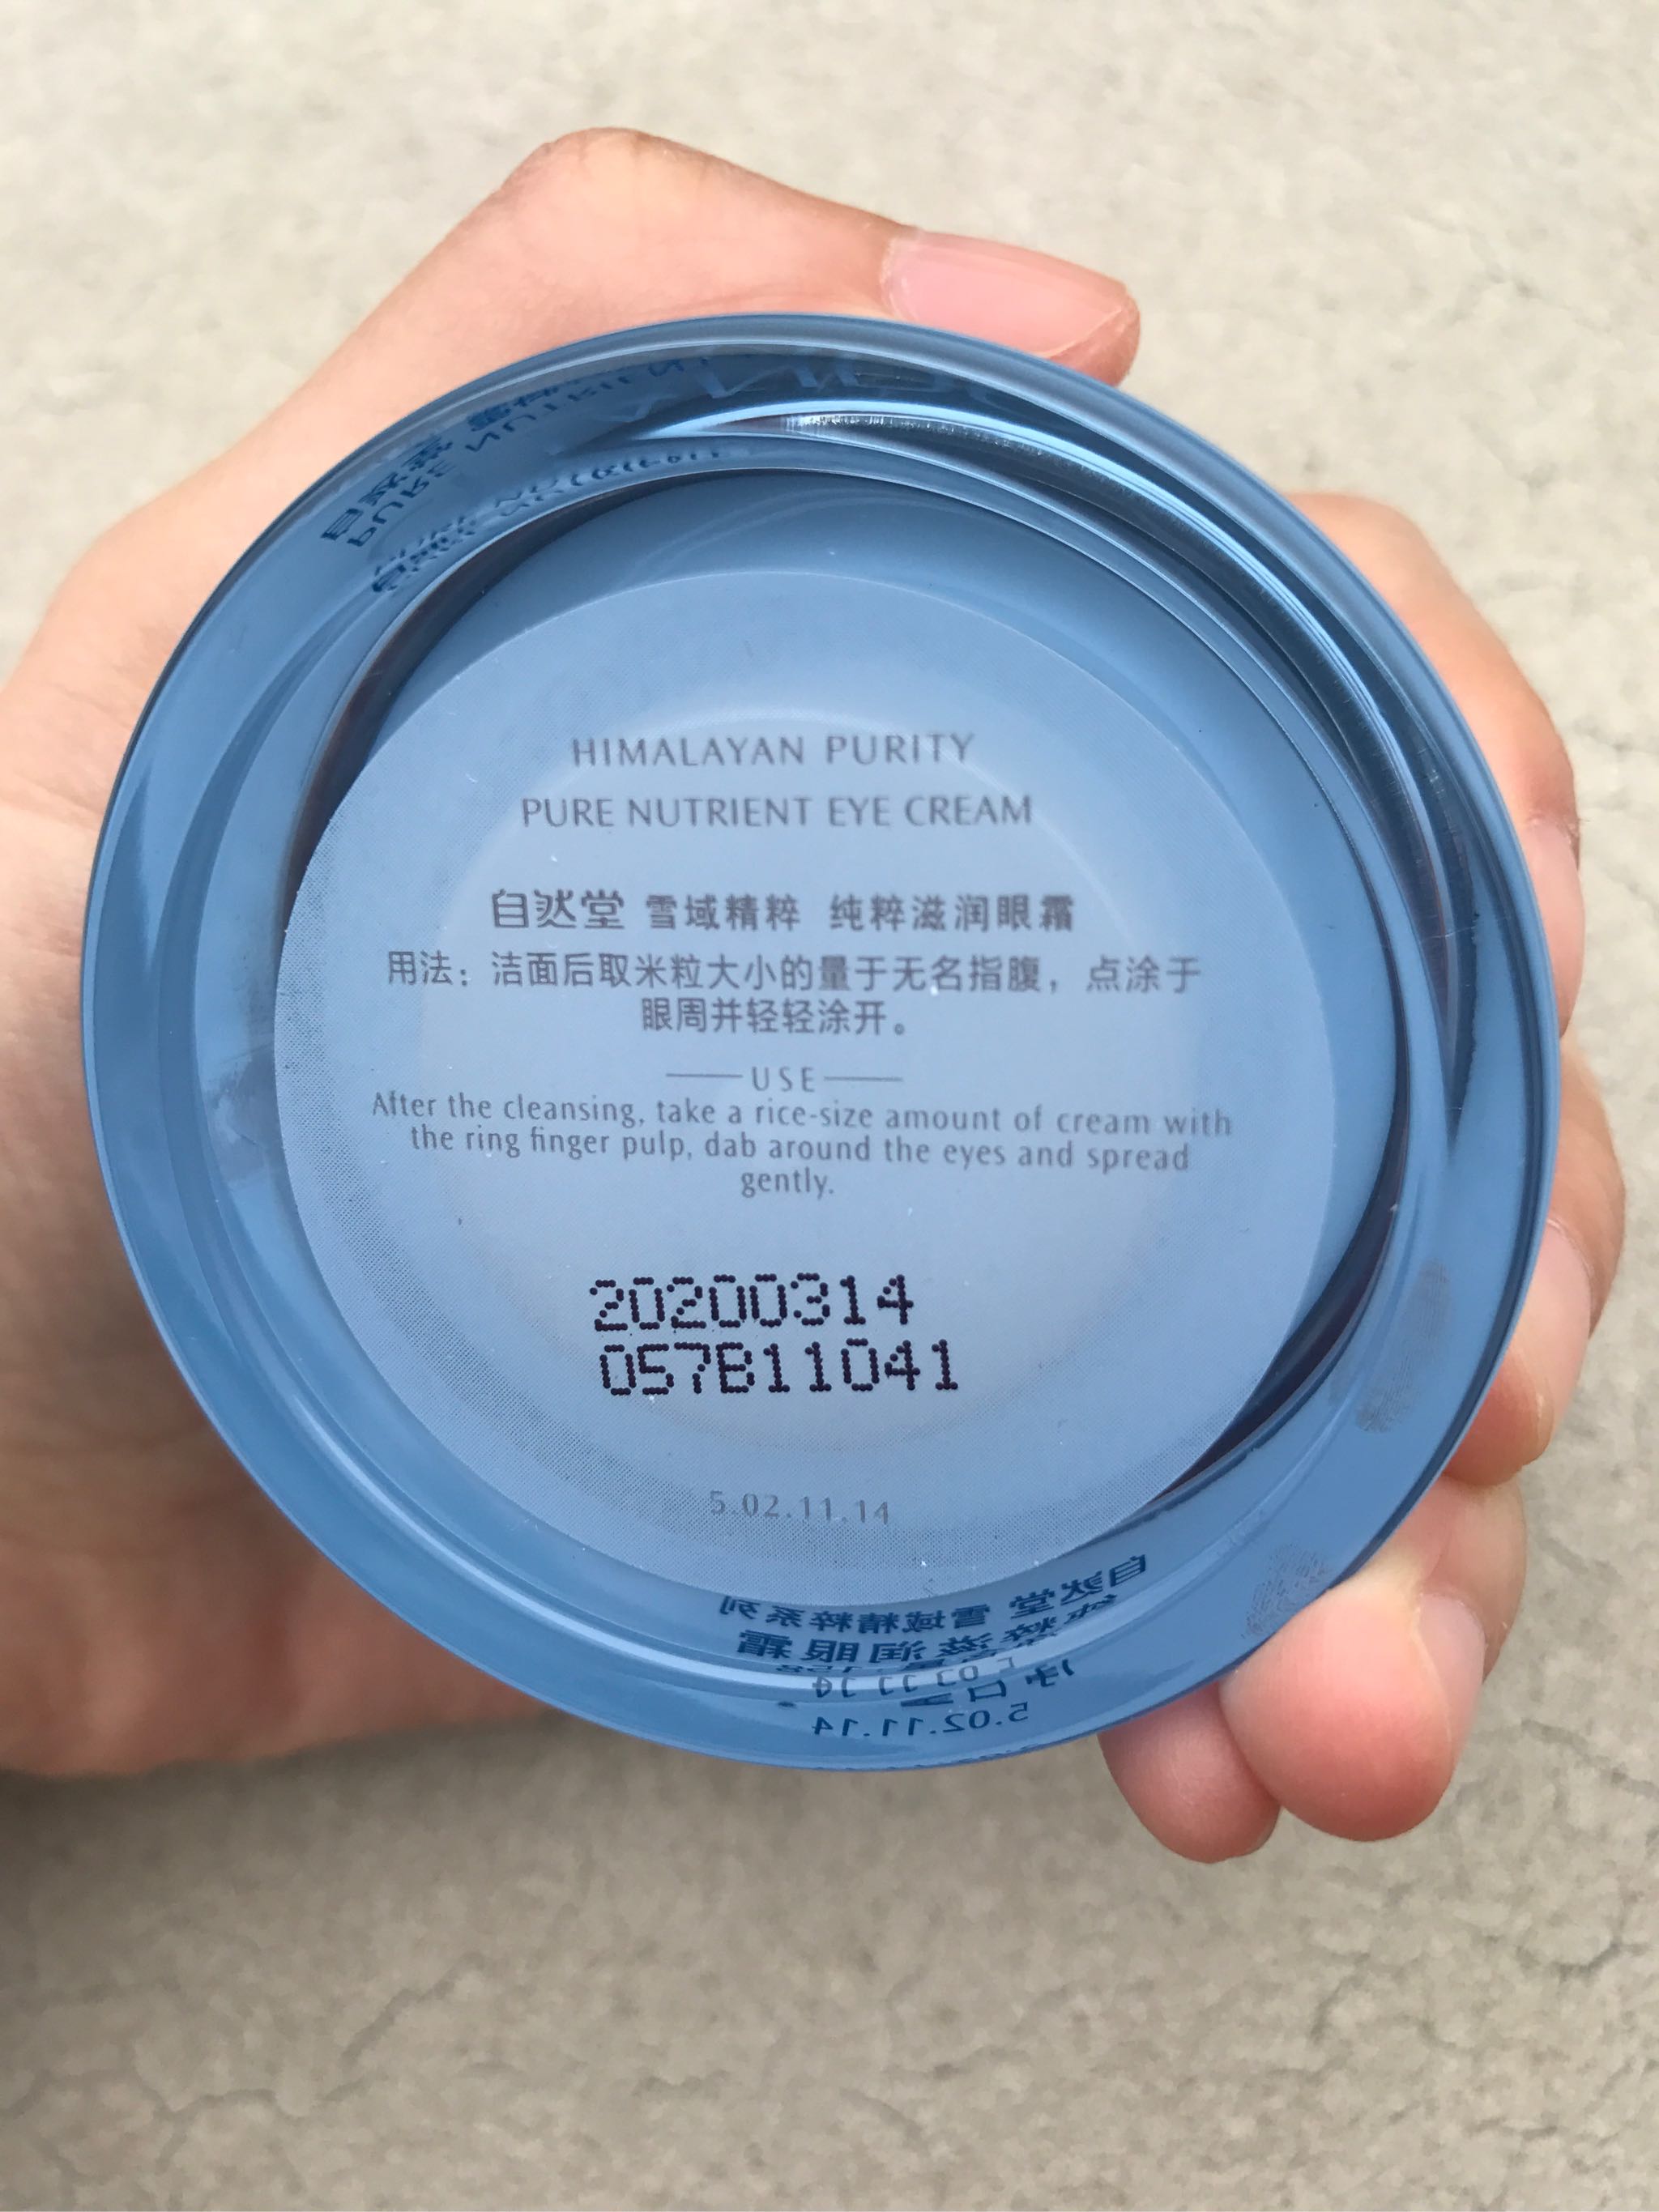 HIMALAYAN PURITY
PURE NUTRIENT EYE CREAM
自然堂 雪域精粹 纯粹滋润眼霜
用法：洁面后取米粒大小的量于无名指腹，点涂于
眼周并轻轻涂开。
USE
After the cleansing, take a rice-size amount of cream with
the ring finger pulp, dab around the eyes and spread
gently.
20200314
057B11041
5.02.11.14
自然堂 雪域精粹系列
纯粹滋润眼霜
5.02.11.14